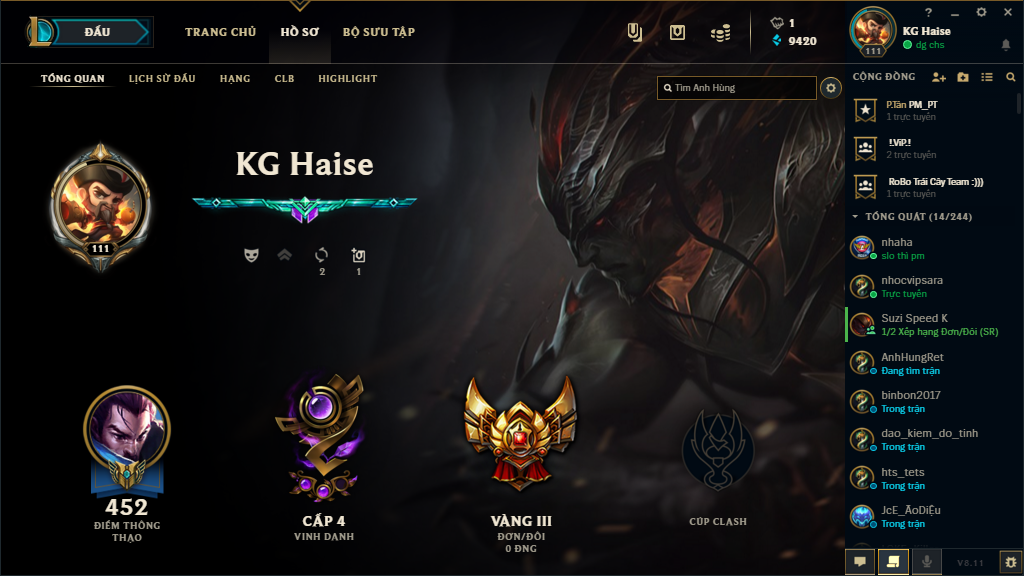 ĐẤU
TRANG CHỦ
HỒ SƠ
BỘ SƯU TẬP
1
9420
111
KG Haise
dg chs
TỔNG QUAN
LỊCH SỬ ĐẤU
HẠNG
CLB
HIGHLIGHT
Tìm Anh Hùng
CỘNG ĐỒNG
P.Tân PM_PT
1 trực tuyến
!.ViP.!
2 trực tuyến
RoBo Trái Cây Team :)))
1 trực tuyến
TỔNG QUÁT (14/244)
nhaha
slo thì pm
nhocvipsara
Trực tuyến
Suzi Speed K
1/2 Xếp hạng Đơn/Đôi (SR)
AnhHungRet
Đang tìm trận
binbon2017
Trong trận
dao_kiem_do_tinh
Trong trận
hts_tets
Trong trận
JcE_ÃoDiệu
Trong trận
V8.11
KG Haise
111
2
1
452
ĐIỂM THÔNG
THẠO
CẤP 4
VINH DANH
VÀNG III
ĐƠN/ĐÔI
0 ĐNG
CÚP CLASH